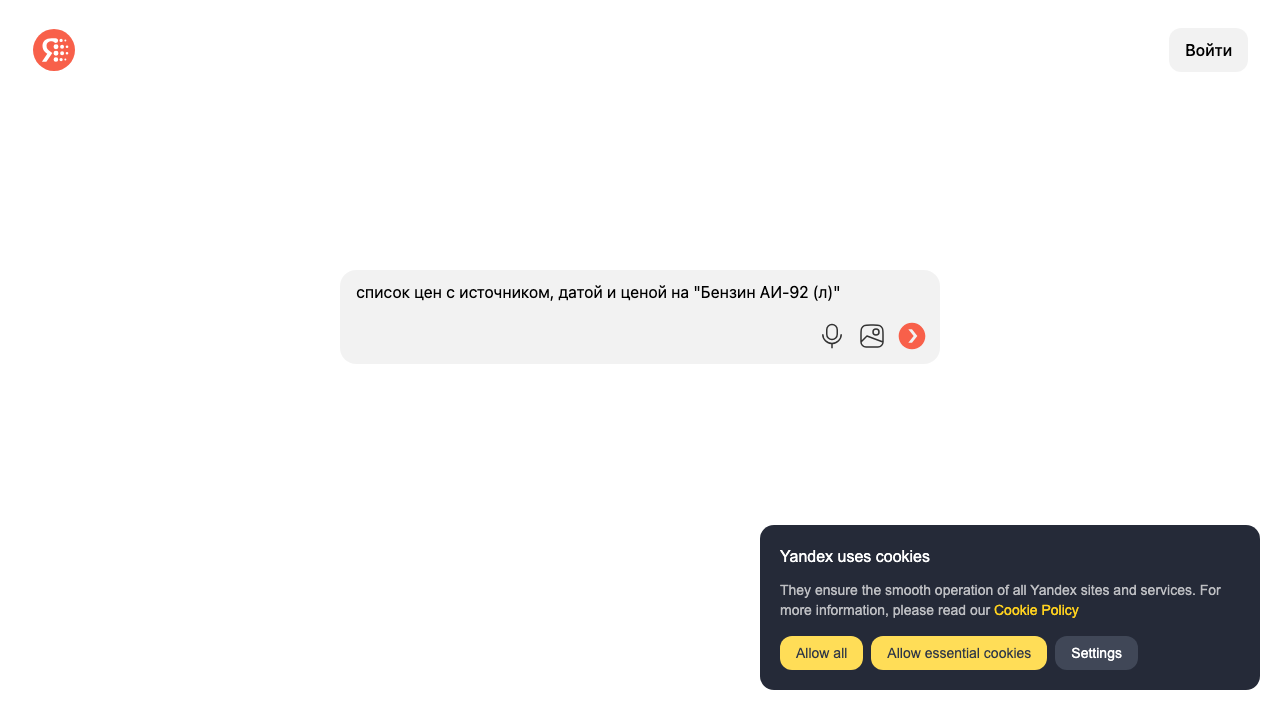 Я
Войти
список цен с источником, датой и ценой на "Бензин АИ-92 (л)"
Yandex uses cookies
They ensure the smooth operation of all Yandex sites and services. For
more information, please read our Cookie Policy
Allow all
Allow essential cookies
Settings